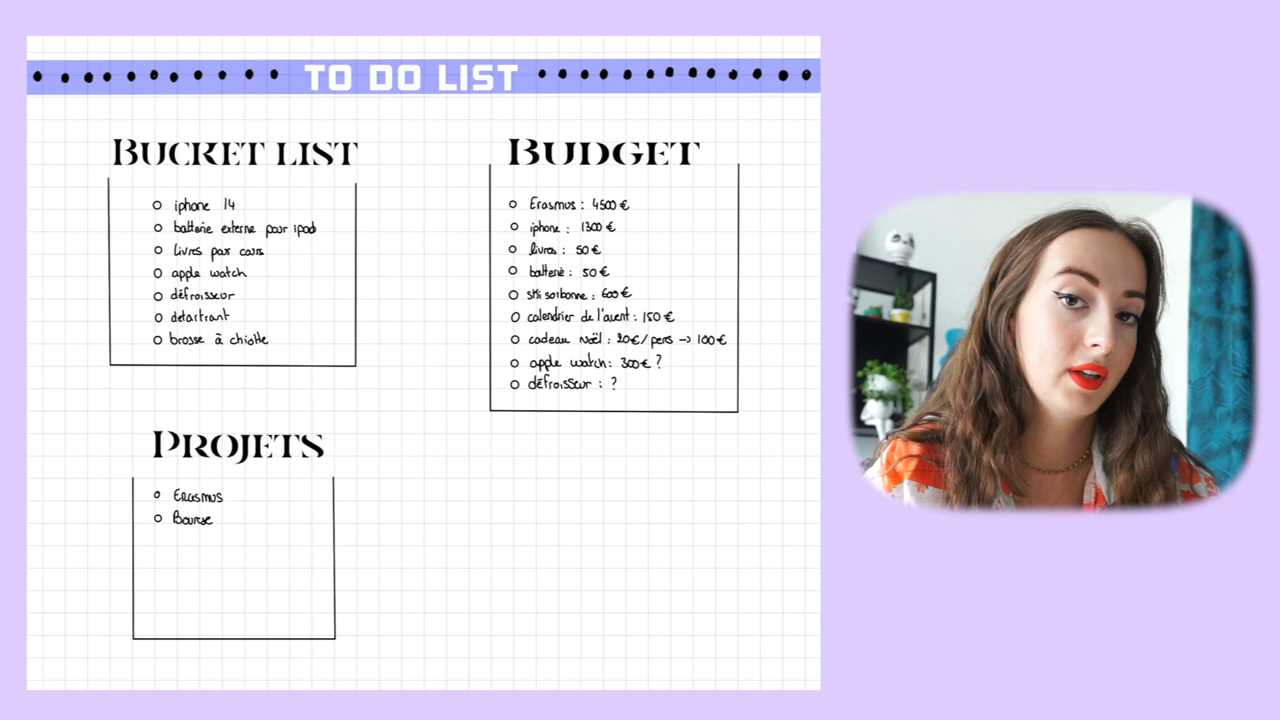 TO DO LIST
BUCKET LIST
iphone 14
batterie externe pour ipad
livres pour cours
apple watch
défroisseur
detartrant
brosse à chiotte
BUDGET
Erasmus : 4500 €
iphone : 1300 €
livres : 50 €
batterie : 50 €
ski sorbonne : 600 €
calendrier de l'avent : 150 €
cadeau Noël : 20€/pers -> 100 €
apple watch : 300€ ?
défroisseur : ?
PROJETS
Erasmus
Bourse